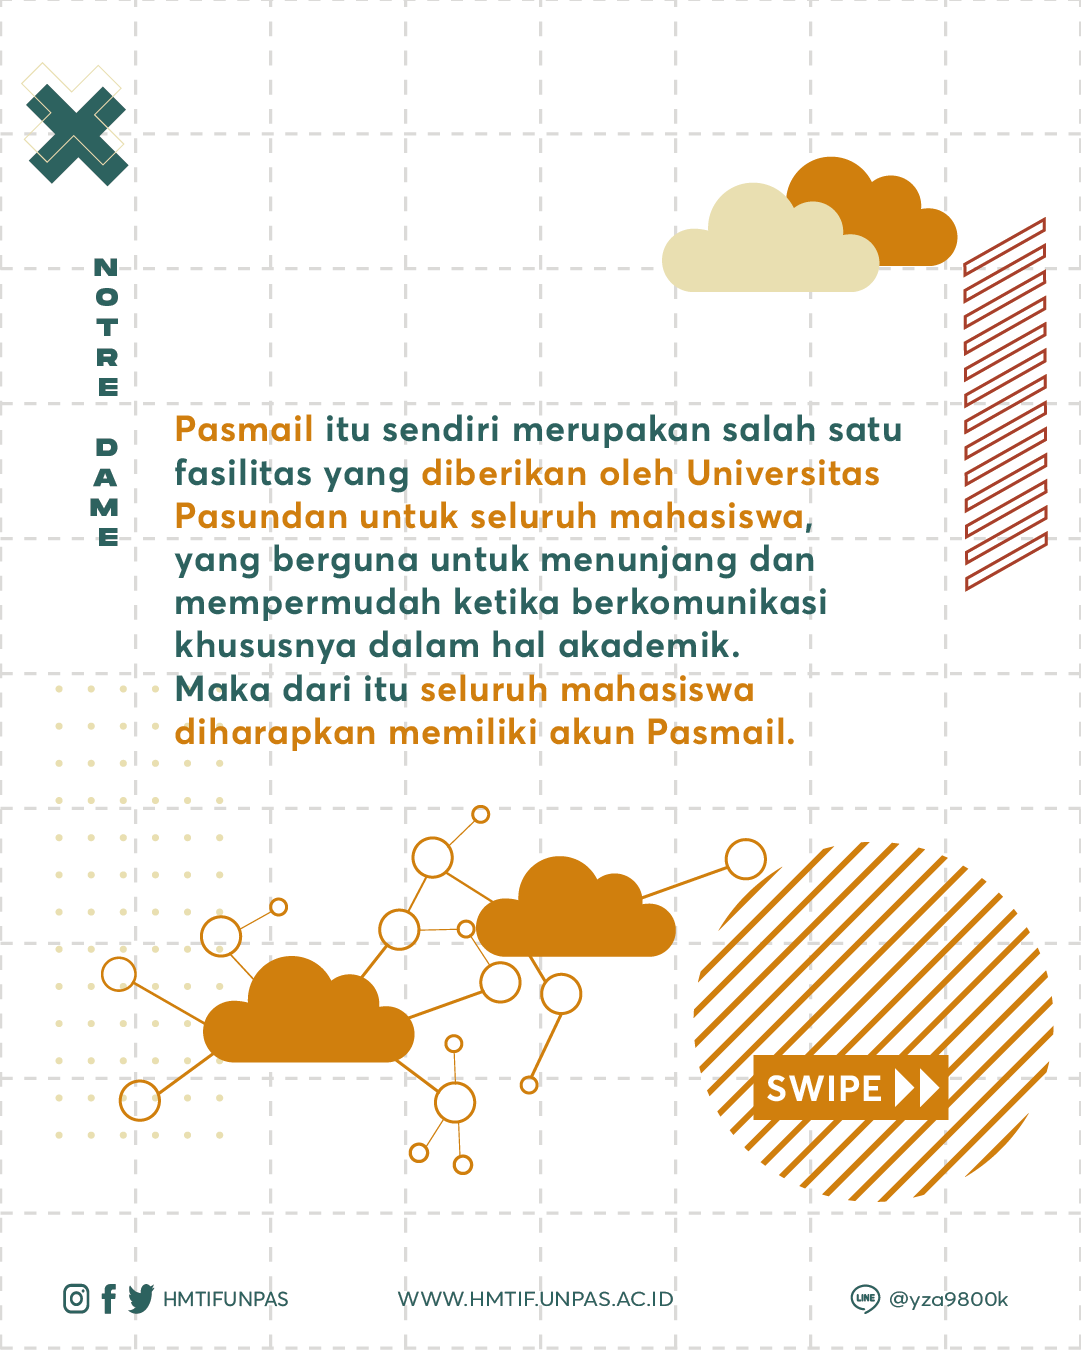 NOTRE DAME
Pasmail itu sendiri merupakan salah satu
fasilitas yang diberikan oleh Universitas
Pasundan untuk seluruh mahasiswa,
yang berguna untuk menunjang dan
mempermudah ketika berkomunikasi
khususnya dalam hal akademik.
Maka dari itu seluruh mahasiswa
diharapkan memiliki akun Pasmail.
SWIPE
HMTIFUNPAS
WWW.HMTIF.UNPAS.AC.ID
LINE @yza9800k